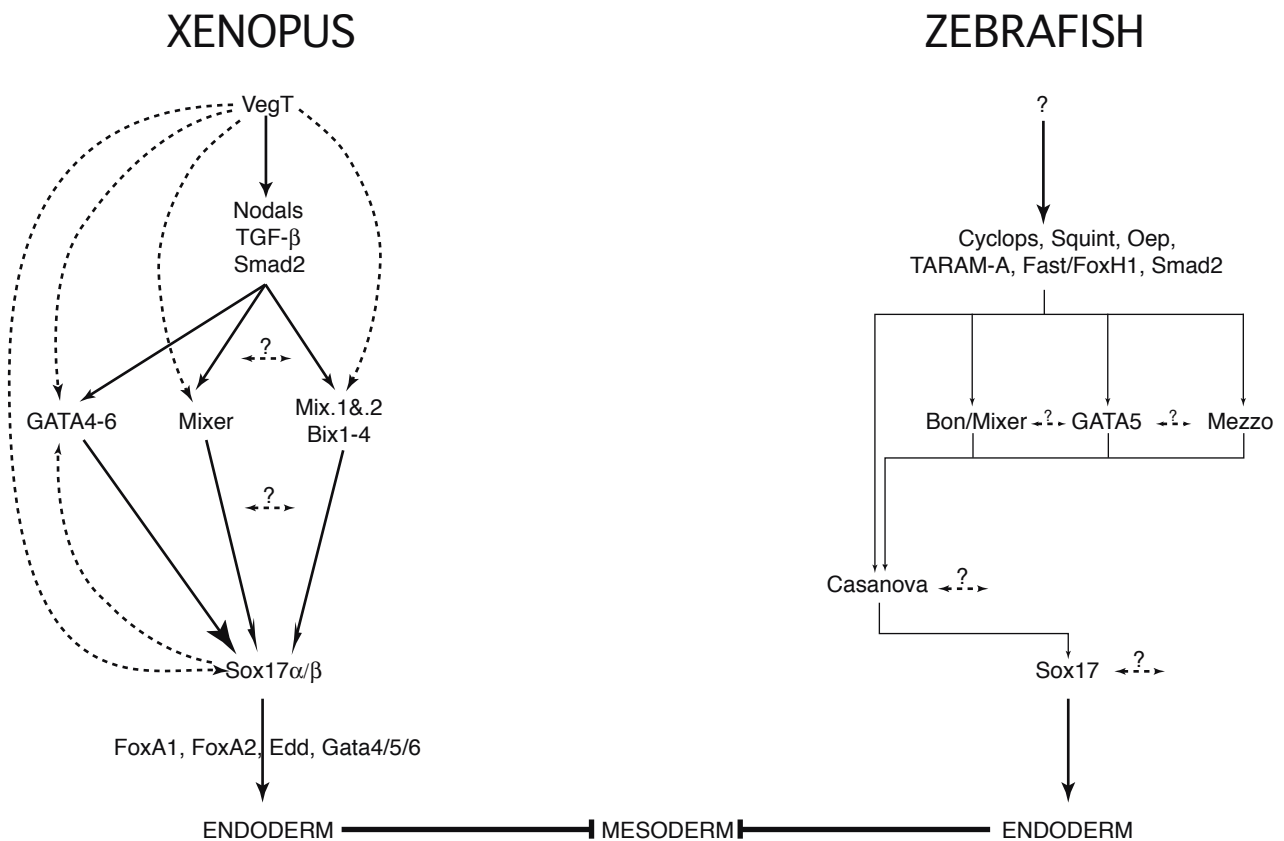 XENOPUS
VegT
Nodals
TGF-β
Smad2
?
GATA4-6
Mixer
Mix.1&.2
Bix1-4
?
Sox17α/β
FoxA1, FoxA2, Edd, Gata4/5/6
ENDODERM
MESODERM
ZEBRAFISH
?
Cyclops, Squint, Oep,
TARAM-A, Fast/FoxH1, Smad2
Bon/Mixer ? GATA5 ? Mezzo
Casanova ?
Sox17 ?
ENDODERM